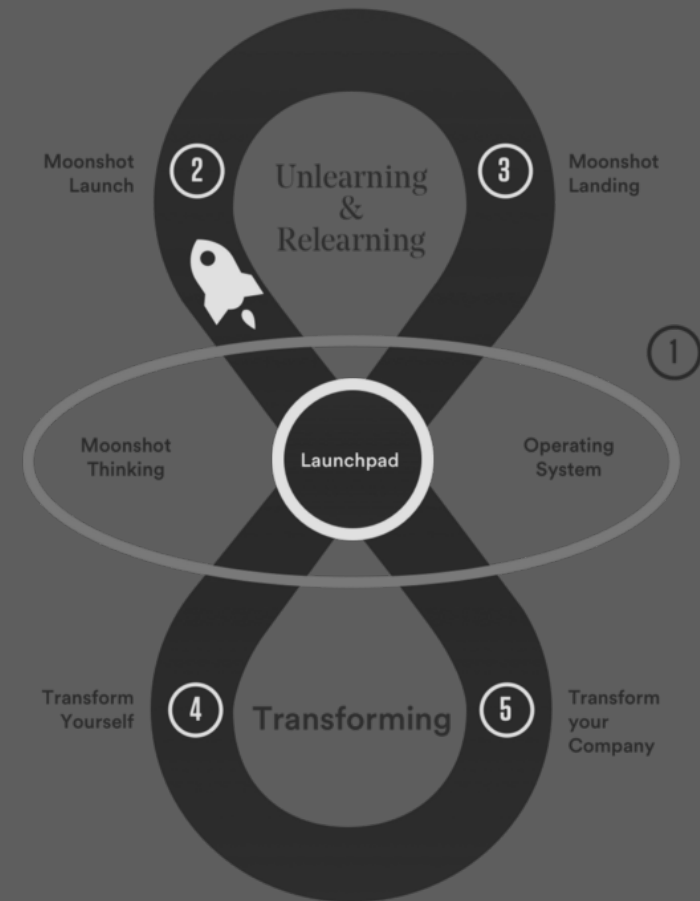 Moonshot
Launch
2
Unlearning
&
Relearning
3
Moonshot
Landing
1
Moonshot
Thinking
Launchpad
Operating
System
Transform
Yourself
4
Transforming
5
Transform
your
Company